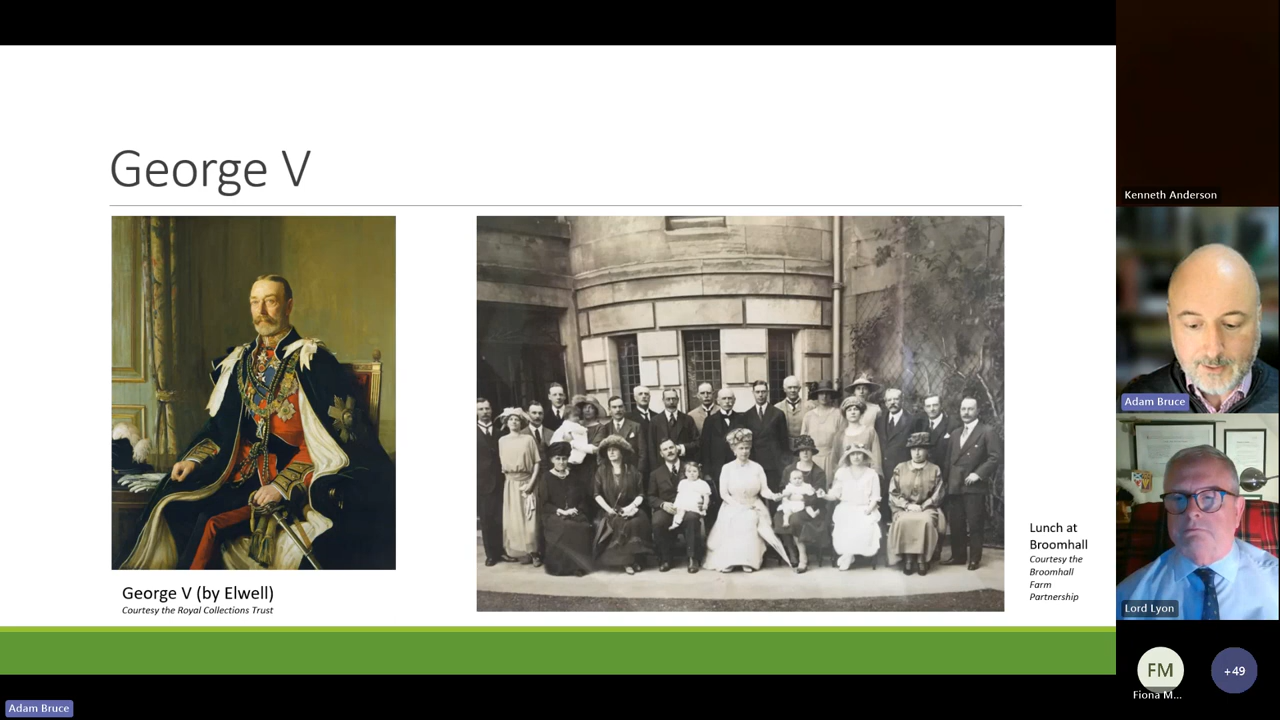 George V
George V (by Elwell)
Courtesy the Royal Collections Trust
Lunch at
Broomhall
Courtesy the
Broomhall
Farm
Partnership
Kenneth Anderson
Adam Bruce
Lord Lyon
FM
Fiona M...
+49
Adam Bruce